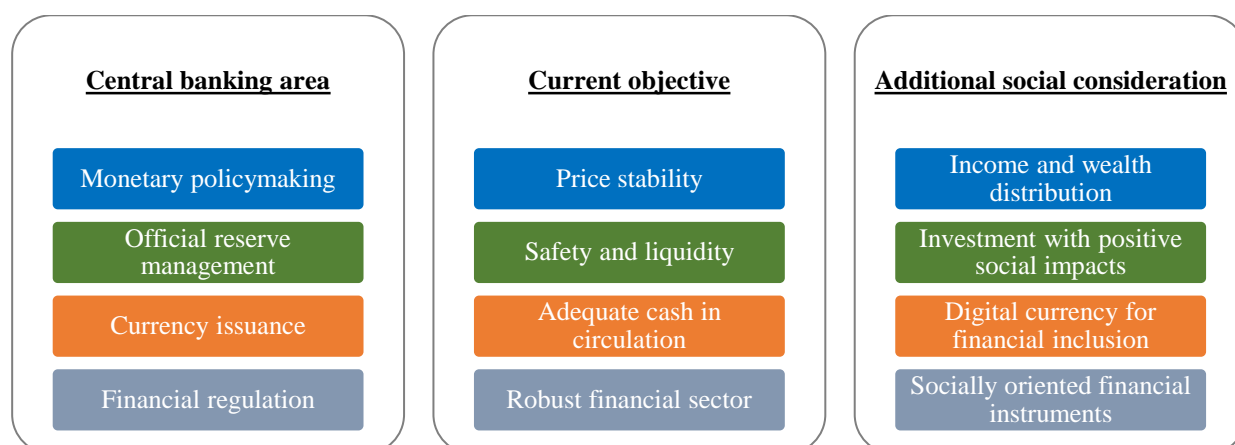 Central banking area
Monetary policymaking
Official reserve
management
Currency issuance
Financial regulation
Current objective
Price stability
Safety and liquidity
Adequate cash in
circulation
Robust financial sector
Additional social consideration
Income and wealth
distribution
Investment with positive
social impacts
Digital currency for
financial inclusion
Socially oriented financial
instruments